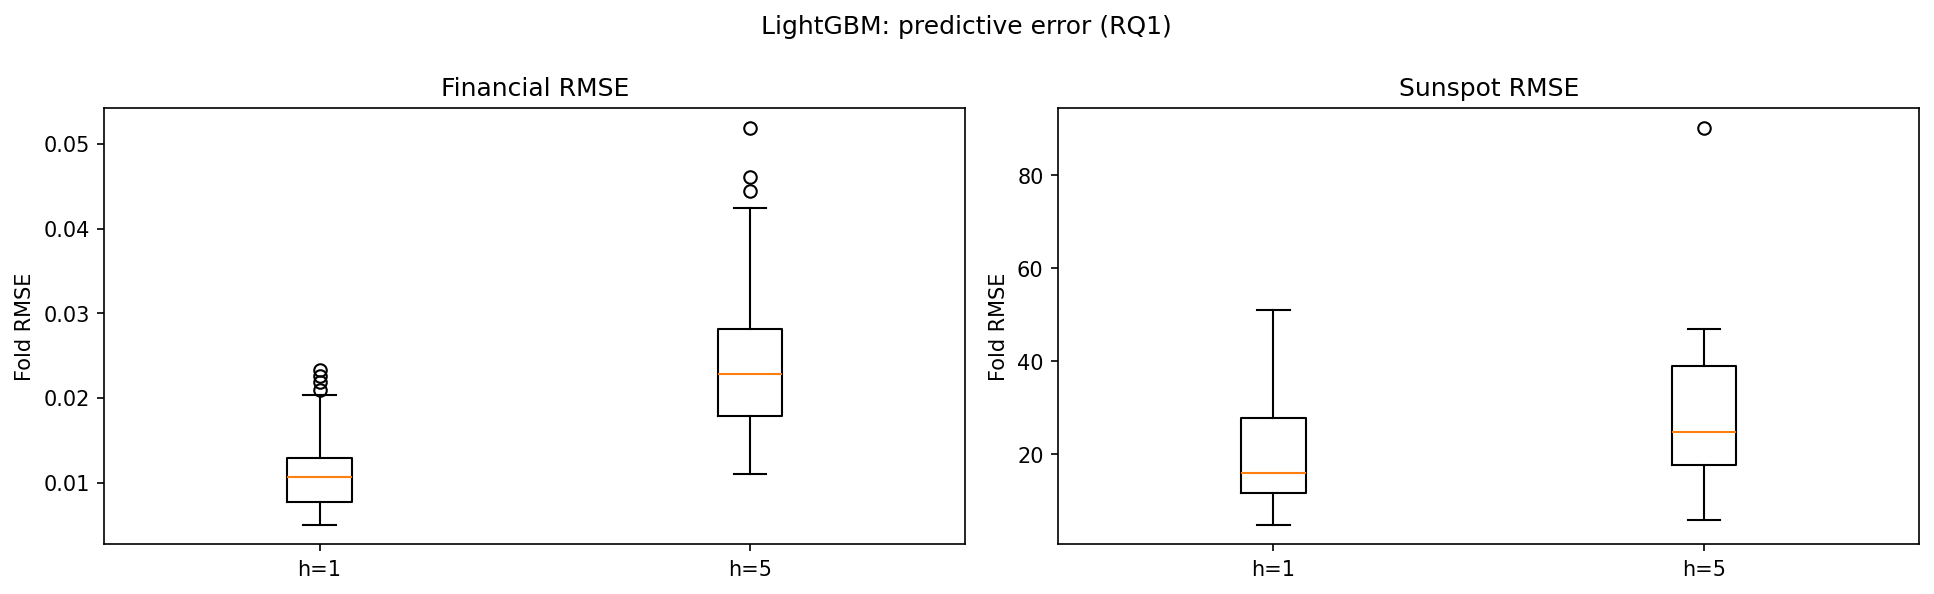 LightGBM: predictive error (RQ1)
Financial RMSE
Fold RMSE
0.05
0.04
0.03
0.02
0.01
h=1
h=5
Sunspot RMSE
Fold RMSE
80
60
40
20
h=1
h=5